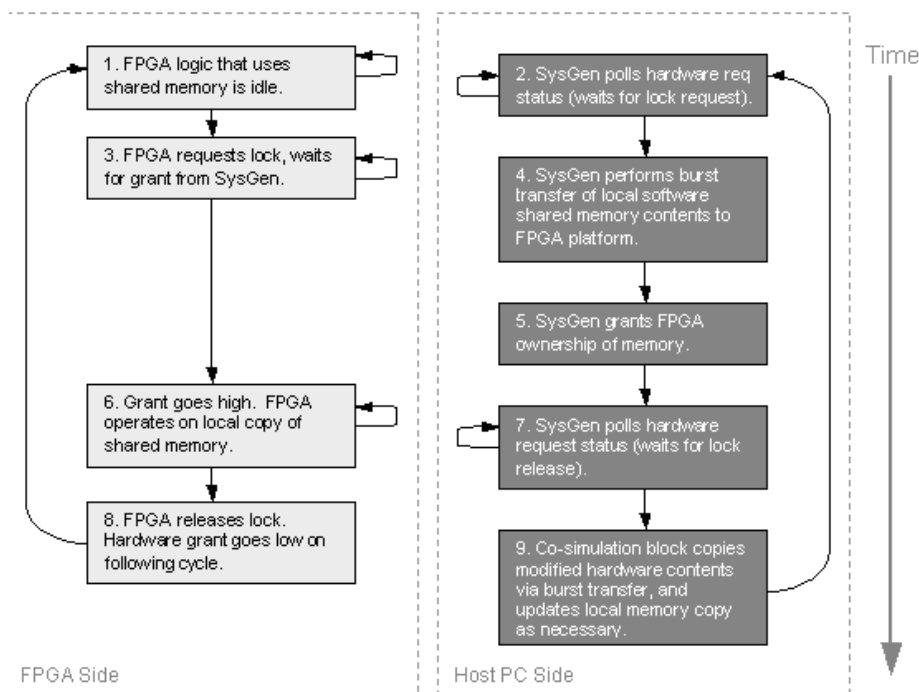 1. FPGA logic that uses
shared memory is idle.
3. FPGA requests lock, waits
for grant from SysGen.
6. Grant goes high. FPGA
operates on local copy of
shared memory.
8. FPGA releases lock.
Hardware grant goes low on
following cycle.
FPGA Side
2. SysGen polls hardware req
status (waits for lock request).
4. SysGen performs burst
transfer of local software
shared memory contents to
FPGA platform.
5. SysGen grants FPGA
ownership of memory.
7. SysGen polls hardware
request status (waits for lock
release).
9. Co-simulation block copies
modified hardware contents
via burst transfer, and
updates local memory copy
as necessary.
Host PC Side
Time